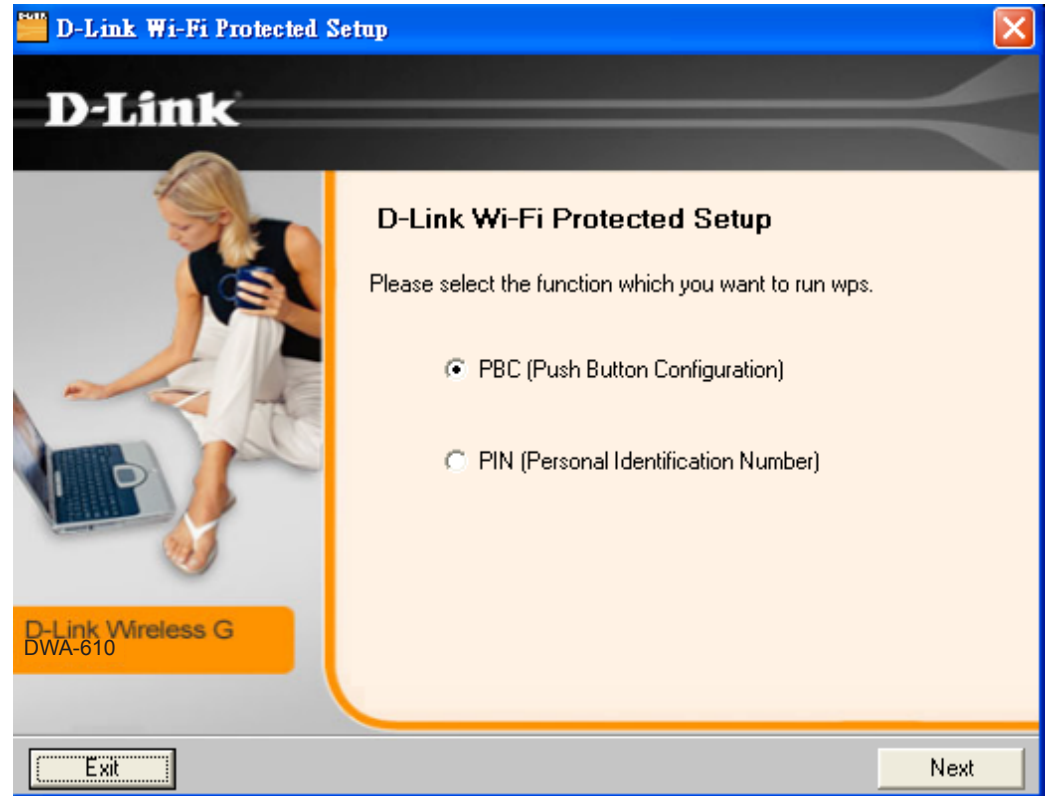 D-Link Wi-Fi Protected Setup
D-Link
D-Link Wi-Fi Protected Setup
Please select the function which you want to run wps.
PBC (Push Button Configuration)
PIN (Personal Identification Number)
D-Link Wireless G
DWA-610
Exit
Next